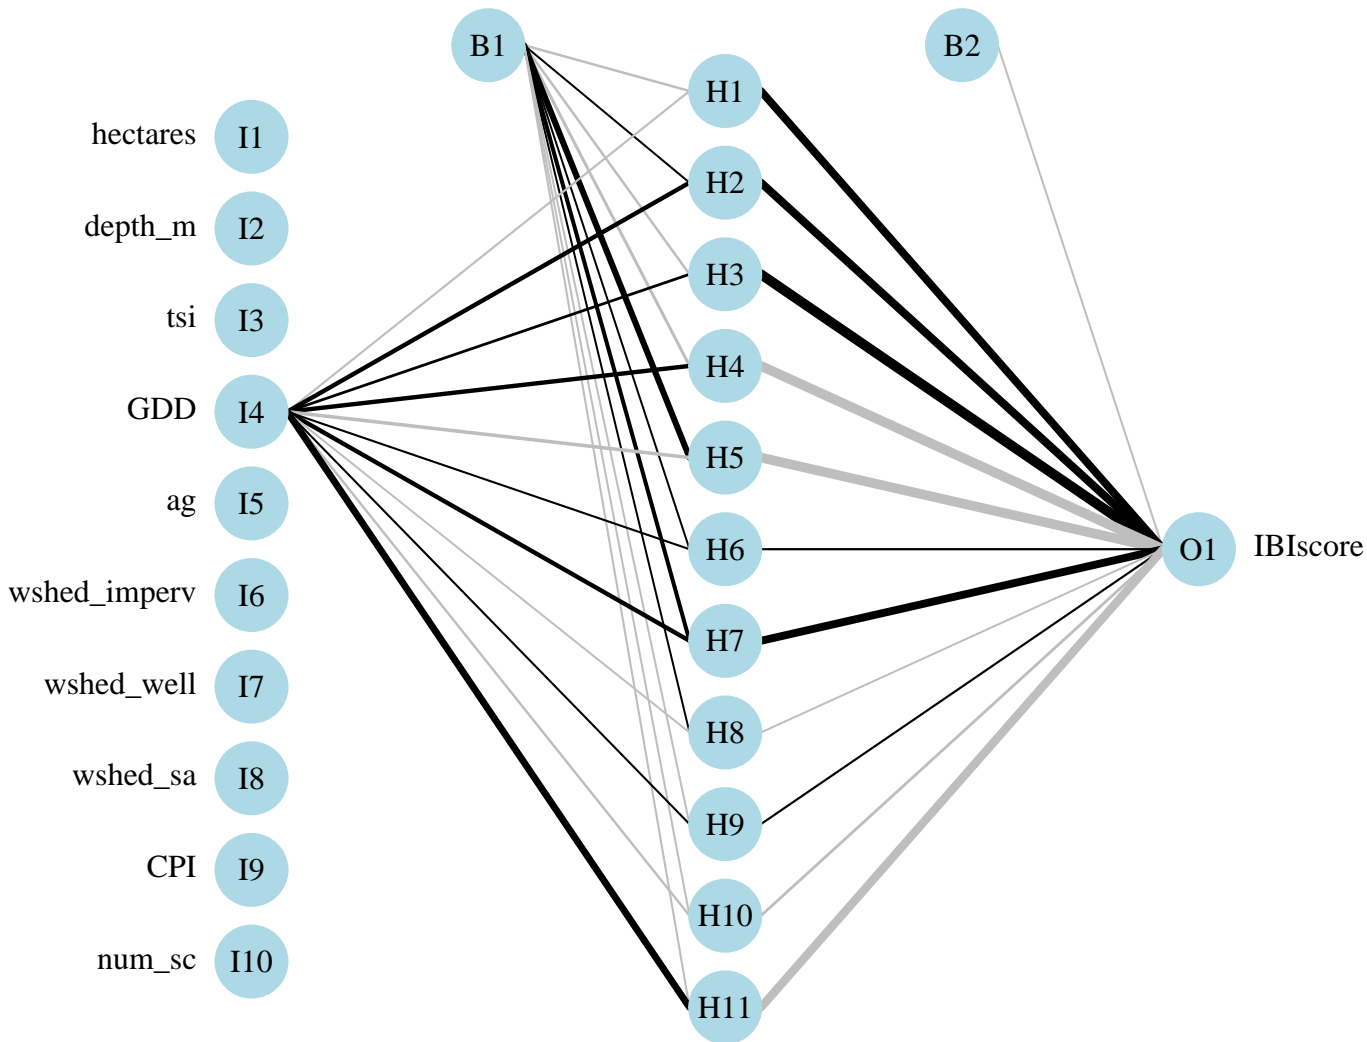 B1
B2
H1
hectares I1
H2
depth_m I2
H3
tsi I3
H4
GDD I4
H5
ag I5
H6
O1 IBIscore
wshed_imperv I6
H7
wshed_well I7
H8
wshed_sa I8
H9
CPI I9
H10
num_sc I10
H11